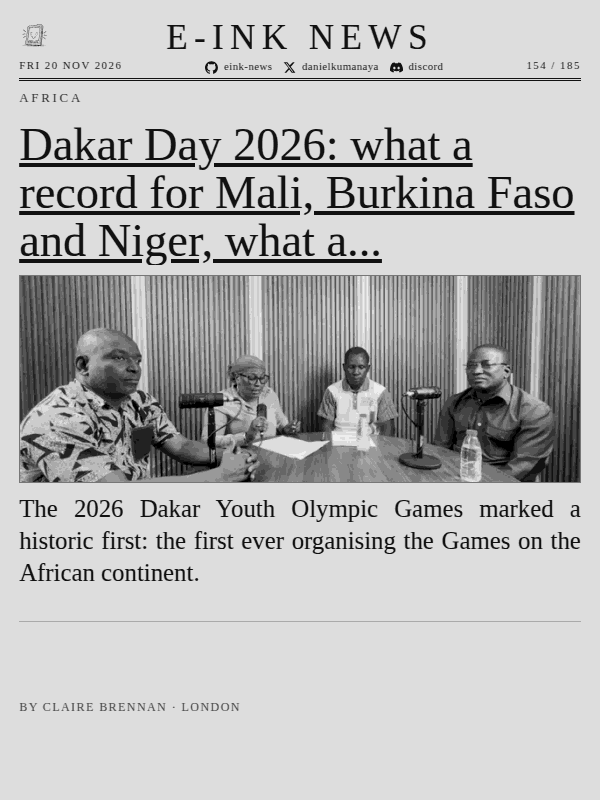 E-INK NEWS
FRI 20 NOV 2026
eink-news danielkumanaya discord
154 / 185
AFRICA
Dakar Day 2026: what a
record for Mali, Burkina Faso
and Niger, what a...
The 2026 Dakar Youth Olympic Games marked a
historic first: the first ever organising the Games on the
African continent.
BY CLAIRE BRENNAN · LONDON